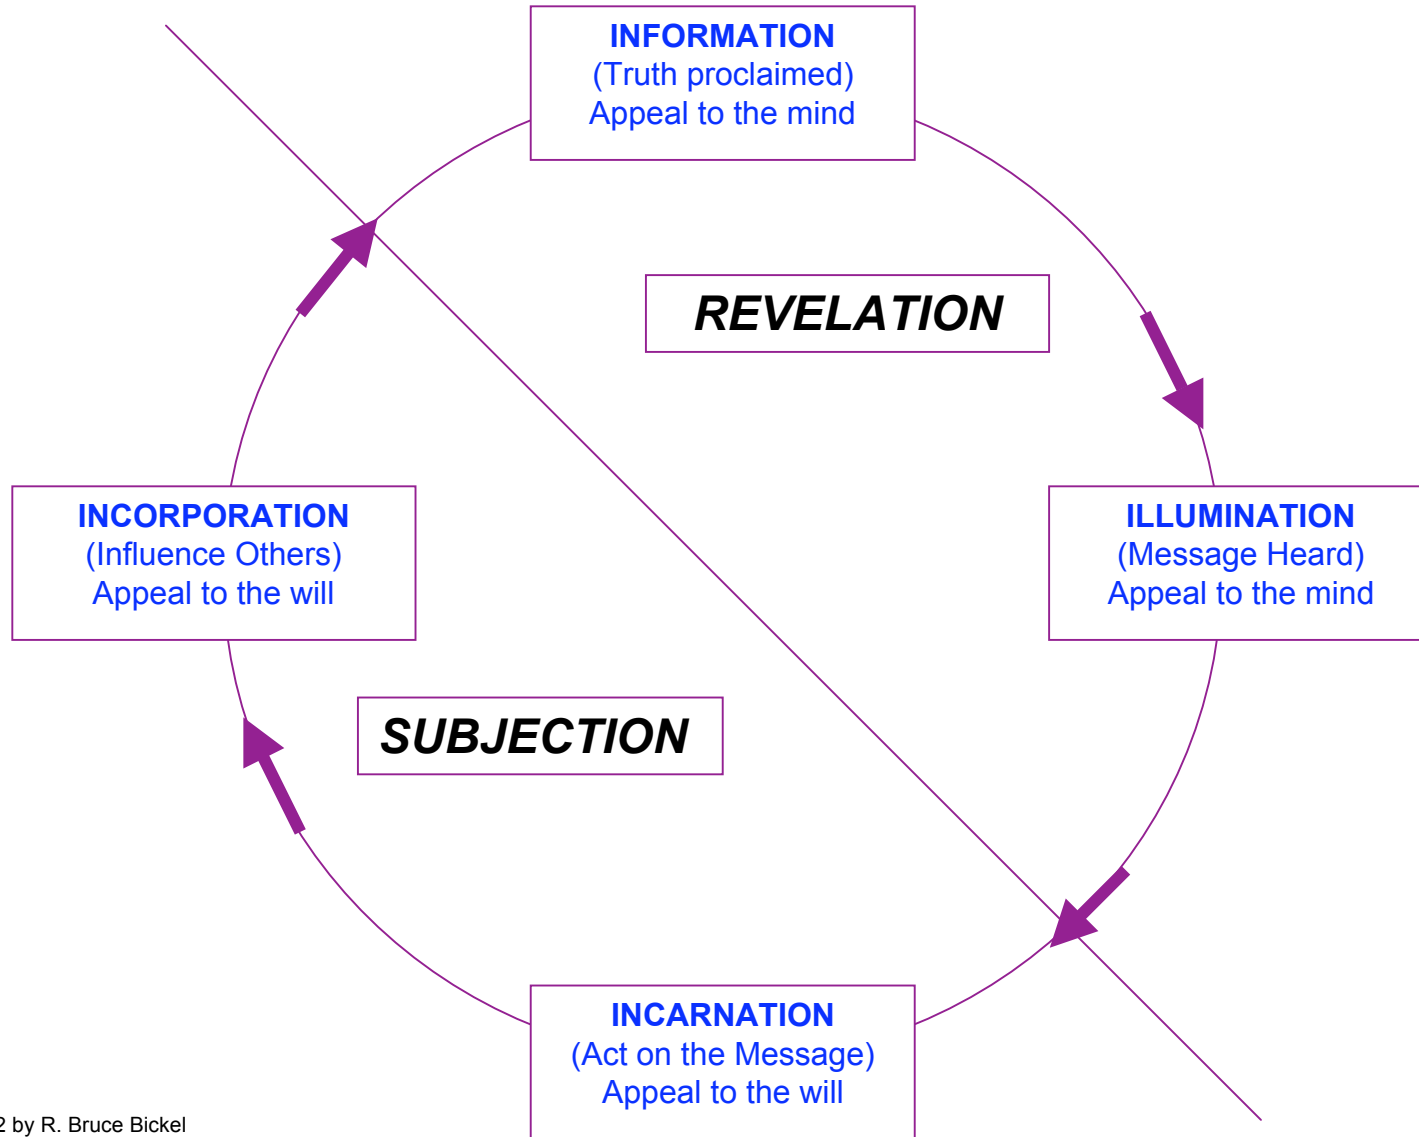 INFORMATION
(Truth proclaimed)
Appeal to the mind
REVELATION
INCORPORATION
(Influence Others)
Appeal to the will
ILLUMINATION
(Message Heard)
Appeal to the mind
SUBJECTION
INCARNATION
(Act on the Message)
Appeal to the will
2 by R. Bruce Bickel